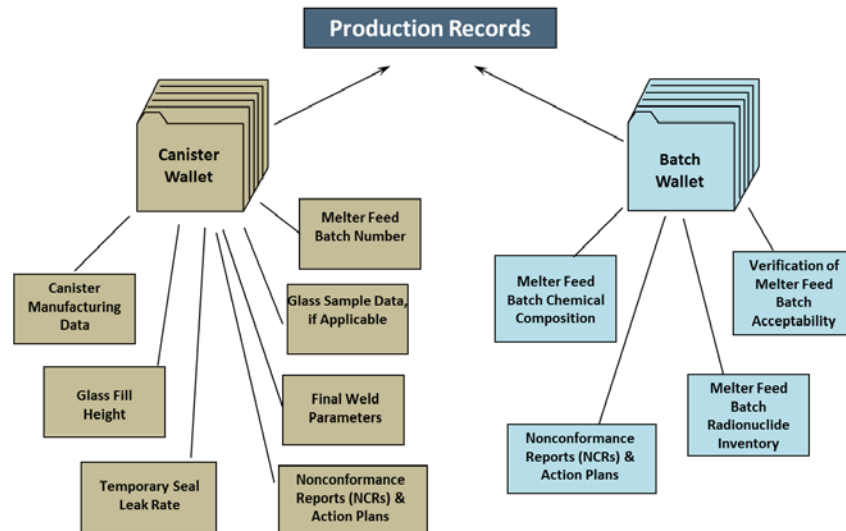 Production Records
Canister
Wallet
Batch
Wallet
Melter Feed
Batch Number
Canister
Manufacturing
Data
Glass Sample Data,
if Applicable
Glass Fill
Height
Final Weld
Parameters
Temporary Seal
Leak Rate
Nonconformance
Reports (NCRs) &
Action Plans
Melter Feed
Batch Chemical
Composition
Verification of
Melter Feed
Batch
Acceptability
Nonconformance
Reports (NCRs) &
Action Plans
Melter Feed
Batch
Radionuclide
Inventory